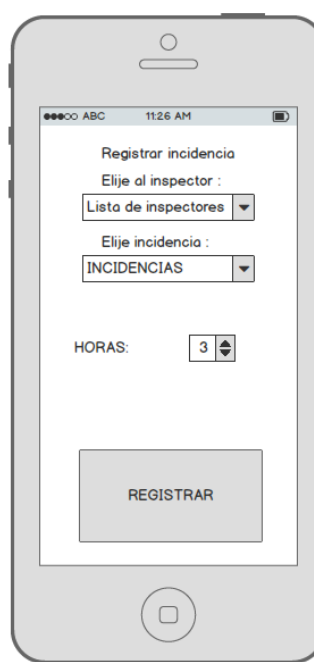 ABC 11:26 AM
Registrar incidencia
Elije al inspector :
Lista de inspectores
Elije incidencia :
INCIDENCIAS
HORAS: 3
REGISTRAR